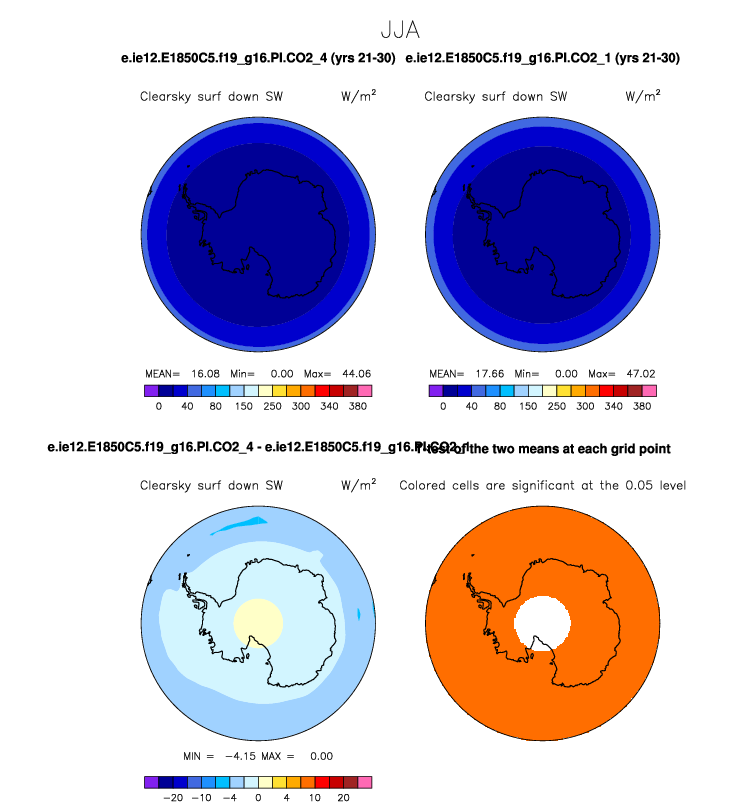 JJA
e.ie12.E1850C5.f19_g16.PI.CO2_4 (yrs 21-30) e.ie12.E1850C5.f19_g16.PI.CO2_1 (yrs 21-30)
Clearsky surf down SW W/m² Clearsky surf down SW W/m²
MEAN= 16.08 Min= 0.00 Max= 44.06 MEAN= 17.66 Min= 0.00 Max= 47.02
0 40 80 150 250 300 340 380 0 40 80 150 250 300 340 380
e.ie12.E1850C5.f19_g16.PI.CO2_4 - e.ie12.E1850C5.f19_g16.PI.CO2_1 T-test of the two means at each grid point
Clearsky surf down SW W/m² Colored cells are significant at the 0.05 level
MIN = -4.15 MAX = 0.00
-20 -10 -4 0 4 10 20